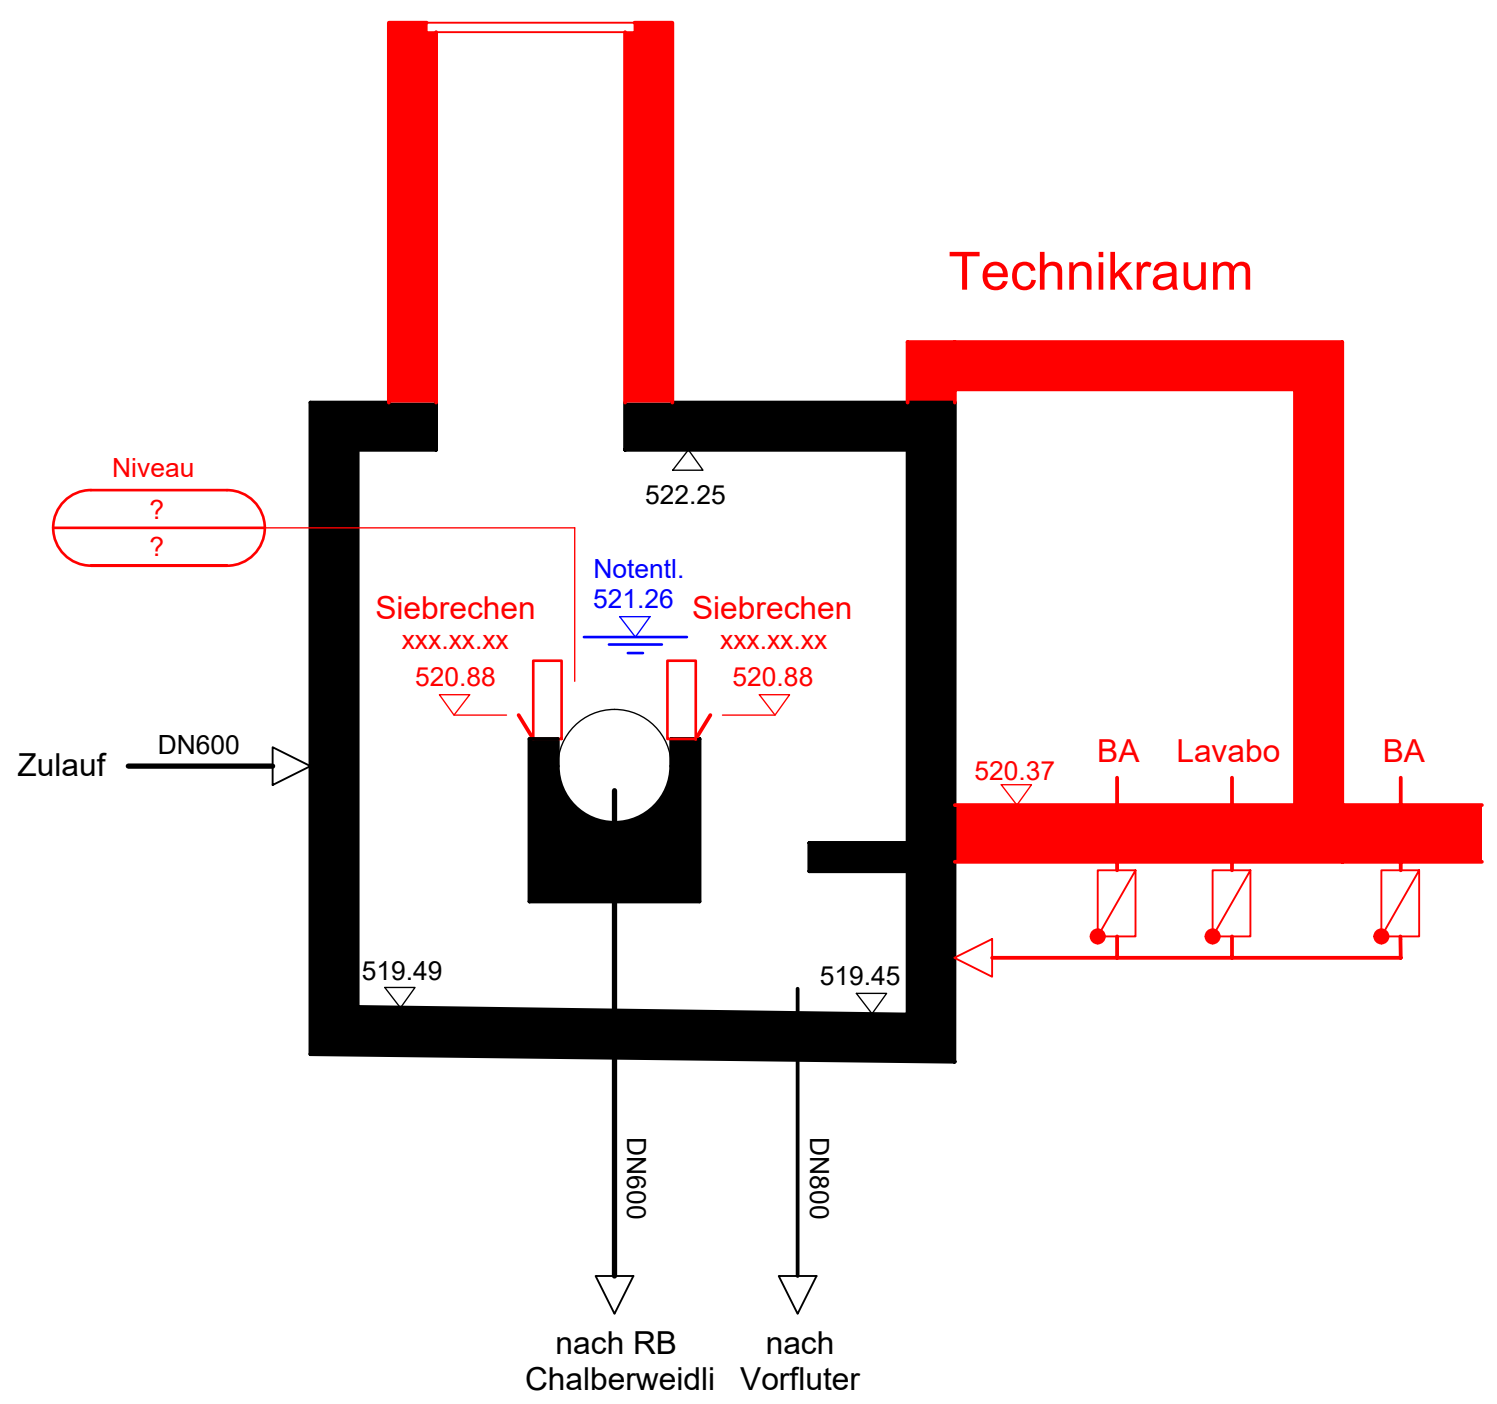 Technikraum
Niveau
?
?
522.25
Notentl.
521.26
Siebrechen
xxx.xx.xx
520.88
Siebrechen
xxx.xx.xx
520.88
Zulauf
DN600
520.37
BA
Lavabo
BA
519.49
519.45
DN600
DN800
nach RB
Chalberweidli
nach
Vorfluter